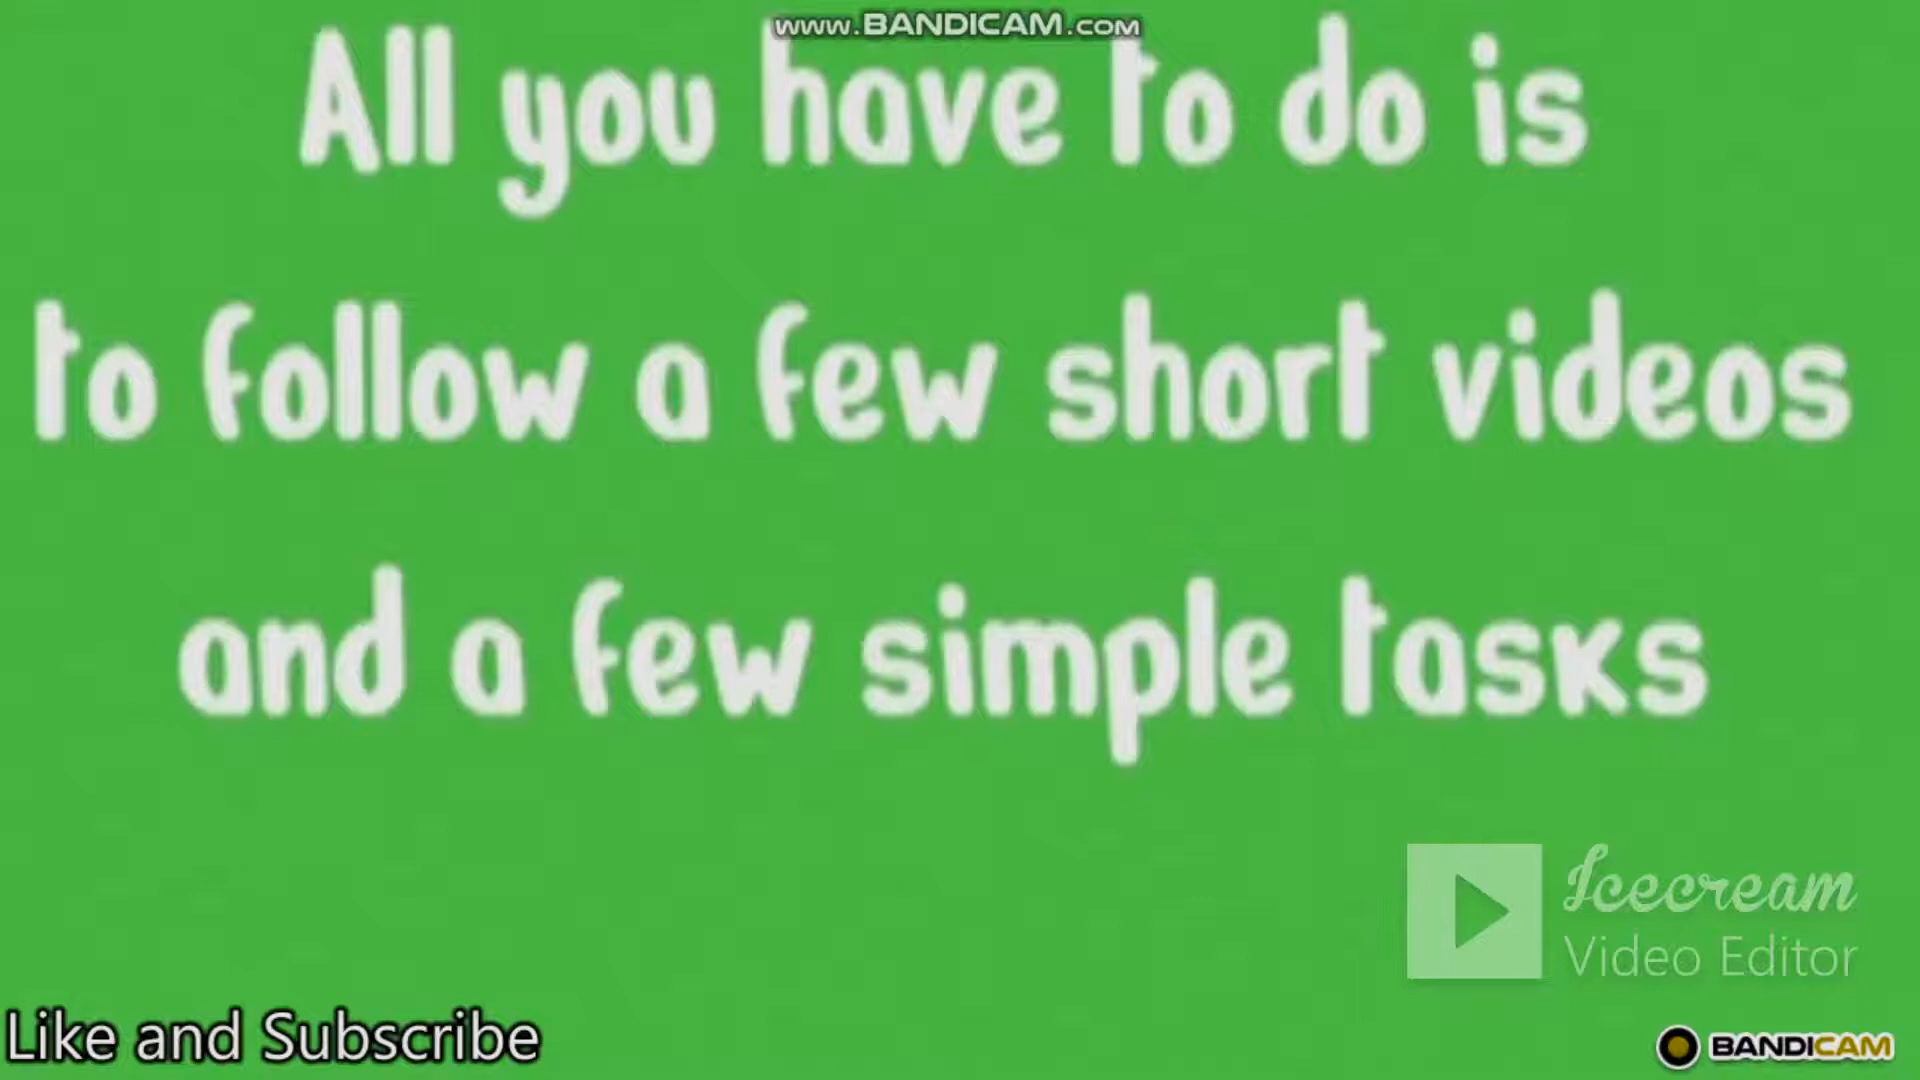 www.BANDICAM.com
All you have to do is
to follow a few short videos
and a few simple tasks
Icecream
Video Editor
Like and Subscribe
BANDICAM